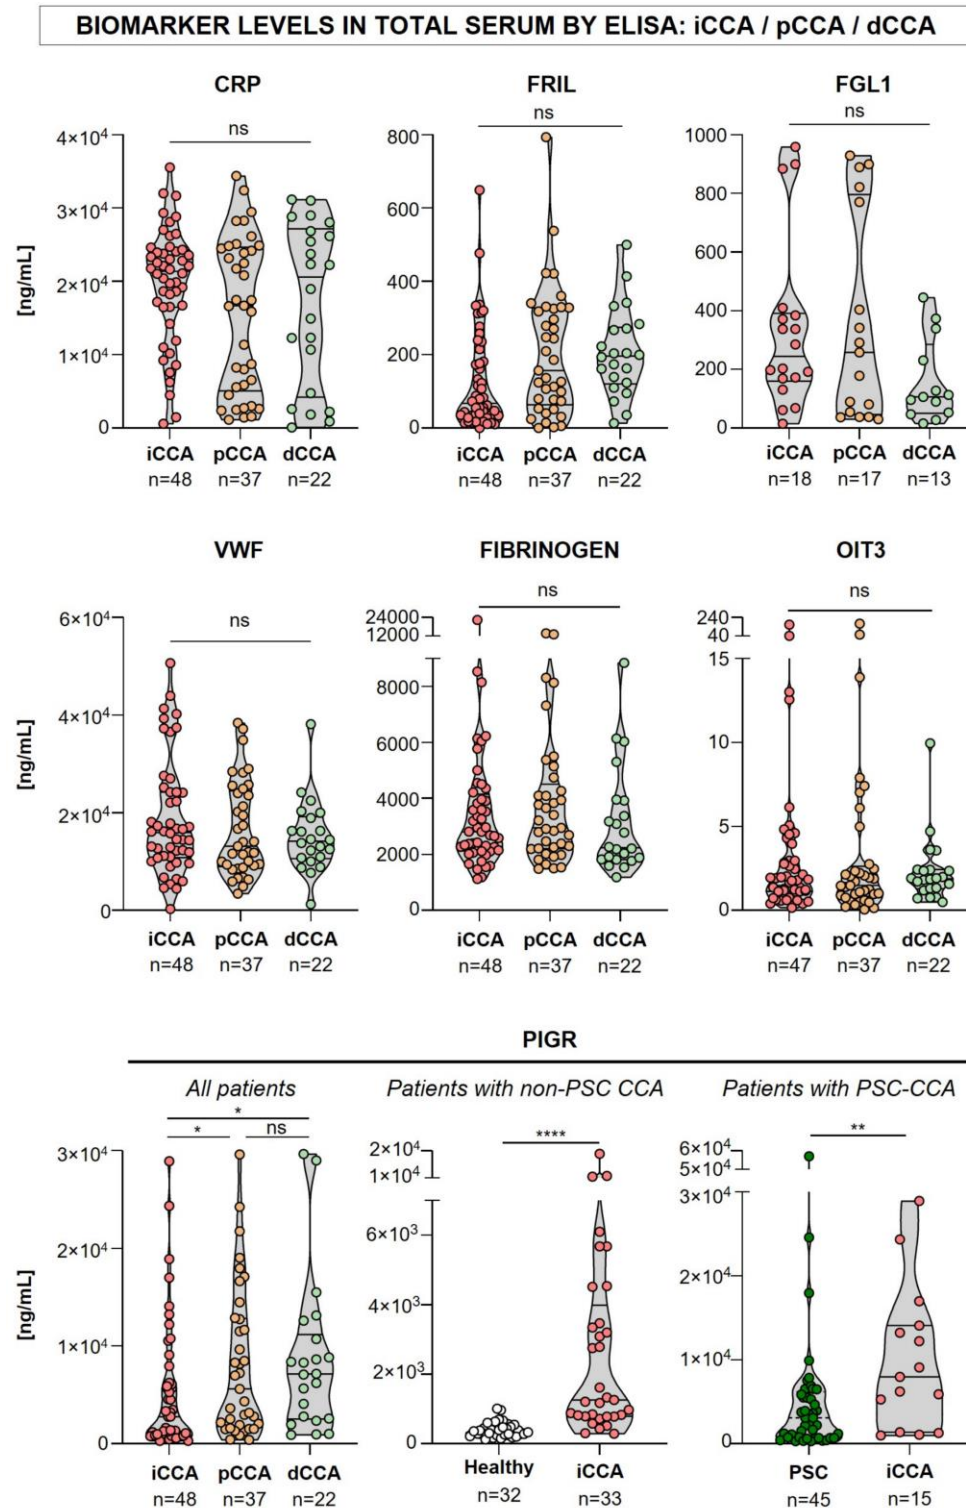 BIOMARKER LEVELS IN TOTAL SERUM BY ELISA: iCCA / pCCA / dCCA
CRP
FRIL
FGL1
ns
ns
ns
[ng/mL]
4×10⁴
3×10⁴
2×10⁴
1×10⁴
0
800
600
400
200
0
1000
800
600
400
200
0
iCCA pCCA dCCA
n=48 n=37 n=22
iCCA pCCA dCCA
n=48 n=37 n=22
iCCA pCCA dCCA
n=18 n=17 n=13
VWF
FIBRINOGEN
OIT3
ns
ns
ns
[ng/mL]
6×10⁴
4×10⁴
2×10⁴
0
24000
12000
8000
6000
4000
2000
0
240
40
15
10
5
0
iCCA pCCA dCCA
n=48 n=37 n=22
iCCA pCCA dCCA
n=48 n=37 n=22
iCCA pCCA dCCA
n=47 n=37 n=22
PIGR
All patients
Patients with non-PSC CCA
Patients with PSC-CCA
*
* ns
****
**
[ng/mL]
3×10⁴
2×10⁴
1×10⁴
0
2×10⁴
1×10⁴
6×10³
4×10³
2×10³
0
6×10⁴
5×10⁴
3×10⁴
2×10⁴
1×10⁴
0
iCCA pCCA dCCA
n=48 n=37 n=22
Healthy iCCA
n=32 n=33
PSC iCCA
n=45 n=15